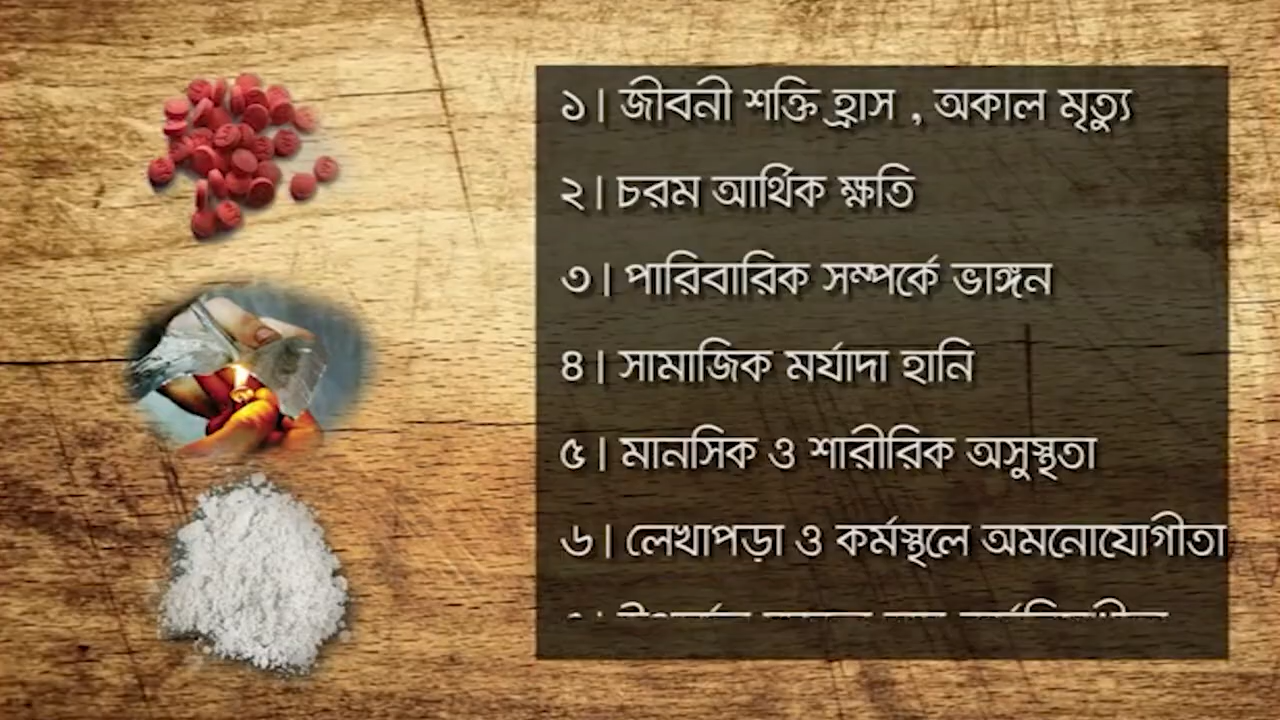 ১। জীবনী শক্তি হ্রাস , অকাল মৃত্যু
২। চরম আর্থিক ক্ষতি
৩। পারিবারিক সম্পর্কে ভাঙ্গন
৪। সামাজিক মর্যাদা হানি
৫। মানসিক ও শারীরিক অসুস্থতা
৬। লেখাপড়া ও কর্মস্থলে অমনোযোগীতা